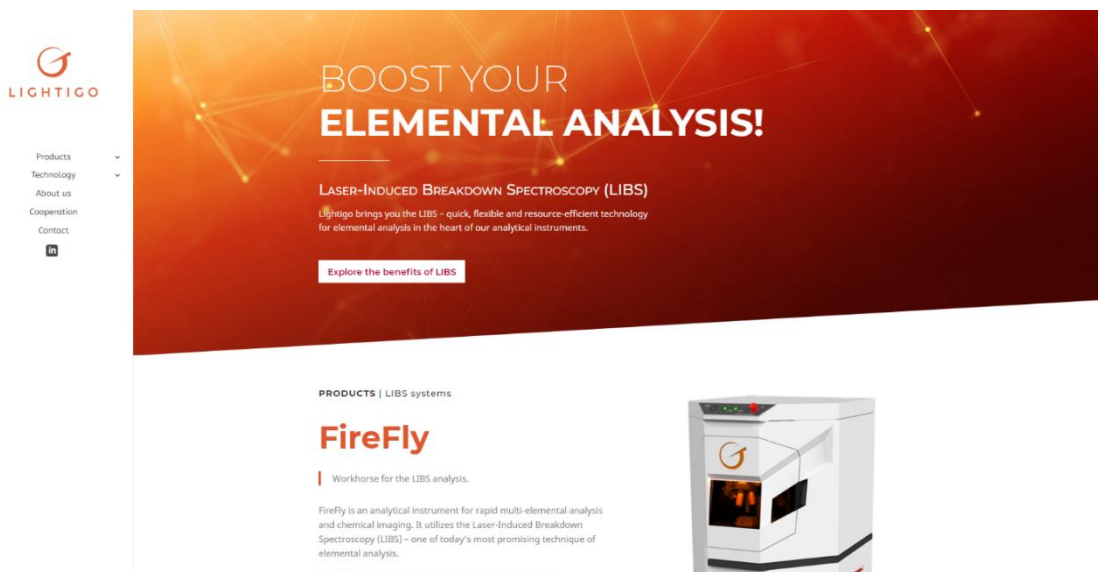 LIGHTIGO
Products
Technology
About us
Cooperation
Contact
in
BOOST YOUR
ELEMENTAL ANALYSIS!
LASER-INDUCED BREAKDOWN SPECTROSCOPY (LIBS)
Lightigo brings you the LIBS – quick, flexible and resource-efficient technology
for elemental analysis in the heart of our analytical instruments.
Explore the benefits of LIBS
PRODUCTS | LIBS systems
FireFly
Workhorse for the LIBS analysis.
FireFly is an analytical instrument for rapid multi-elemental analysis
and chemical imaging. It utilizes the Laser-Induced Breakdown
Spectroscopy (LIBS) – one of today's most promising technique of
elemental analysis.